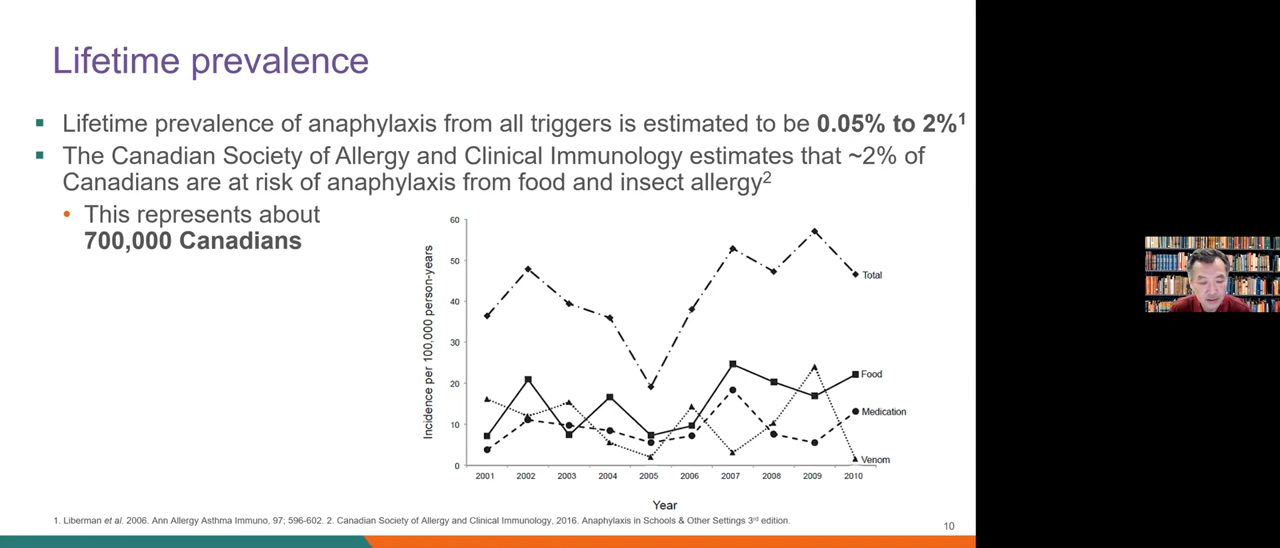 Lifetime prevalence
▪ Lifetime prevalence of anaphylaxis from all triggers is estimated to be 0.05% to 2%¹
▪ The Canadian Society of Allergy and Clinical Immunology estimates that ~2% of
Canadians are at risk of anaphylaxis from food and insect allergy²
• This represents about
700,000 Canadians
Incidence per 100,000 person-years
60
50
40
30
20
10
0
Total
Food
Medication
Venom
2001 2002 2003 2004 2005 2006 2007 2008 2009 2010
Year
1. Liberman et al. 2006. Ann Allergy Asthma Immuno, 97; 596-602. 2. Canadian Society of Allergy and Clinical Immunology, 2016. Anaphylaxis in Schools & Other Settings 3rd edition.
10